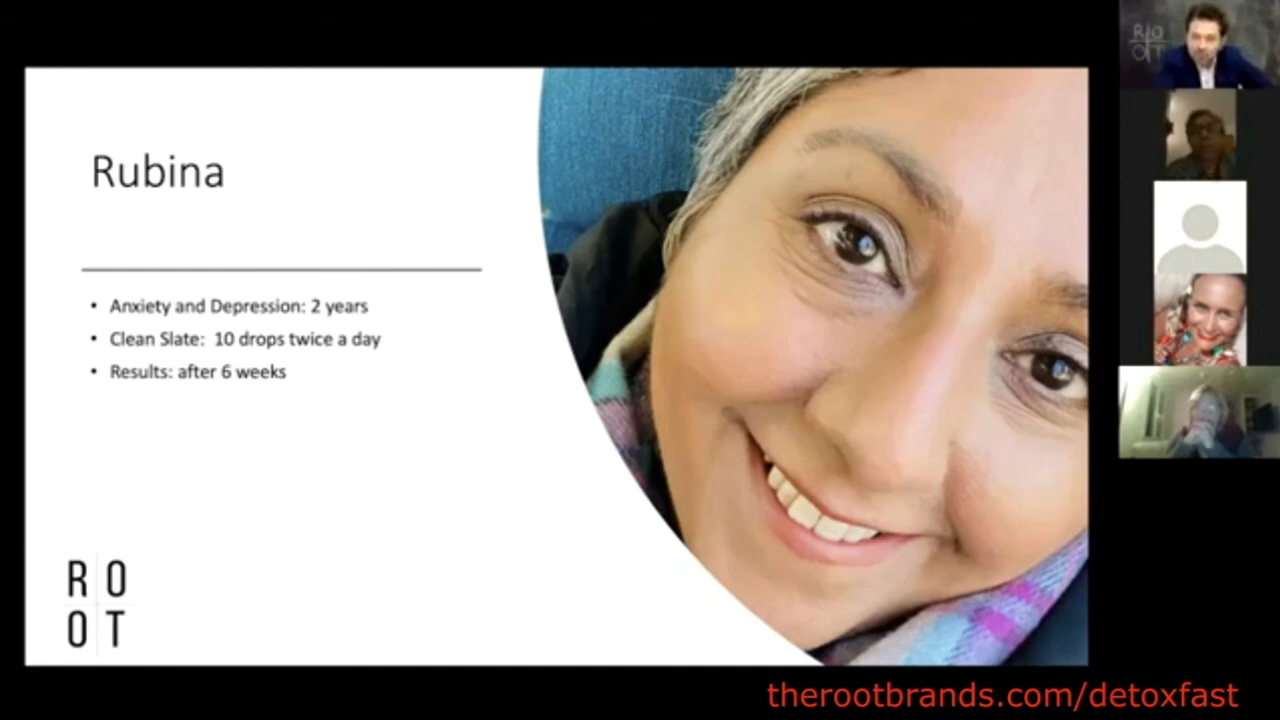 Rubina
• Anxiety and Depression: 2 years
• Clean Slate: 10 drops twice a day
• Results: after 6 weeks
R O
O T
R O
O T
therootbrands.com/detoxfast